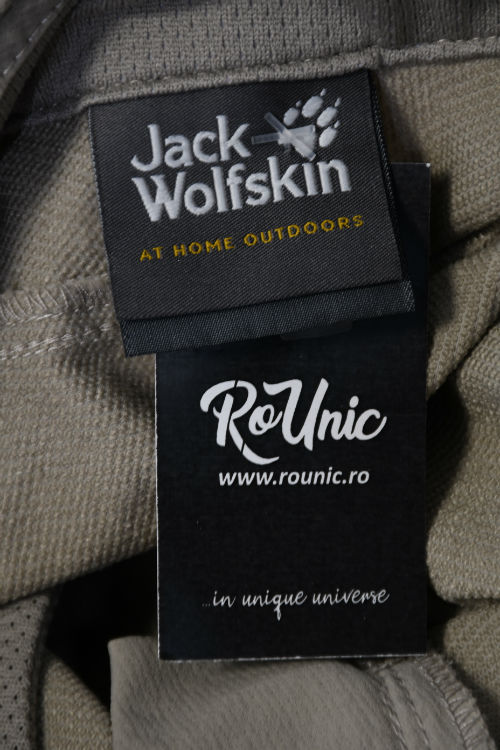 Jack
Wolfskin
AT HOME OUTDOORS
RoUnic
www.rounic.ro
...in unique universe